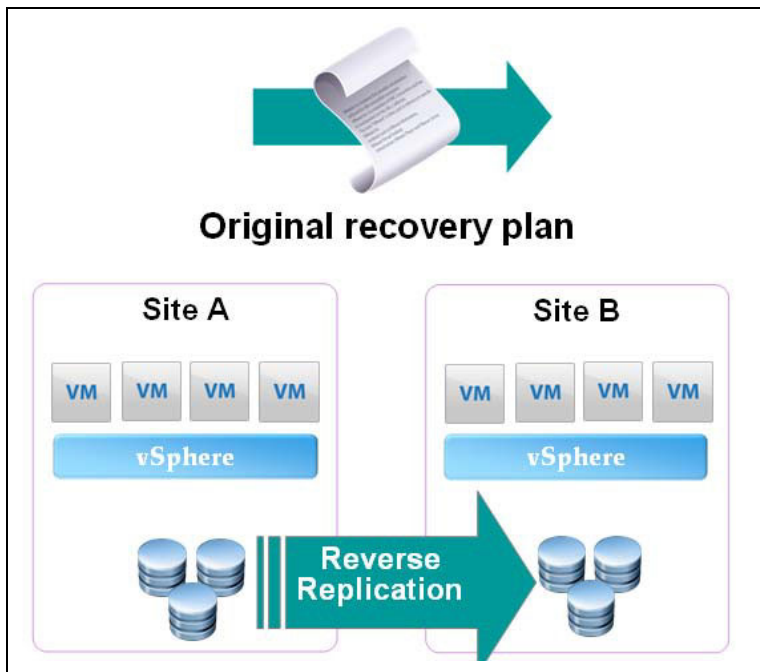 Original recovery plan
Site A
Site B
VM VM VM VM
VM VM VM VM
vSphere
vSphere
Reverse
Replication